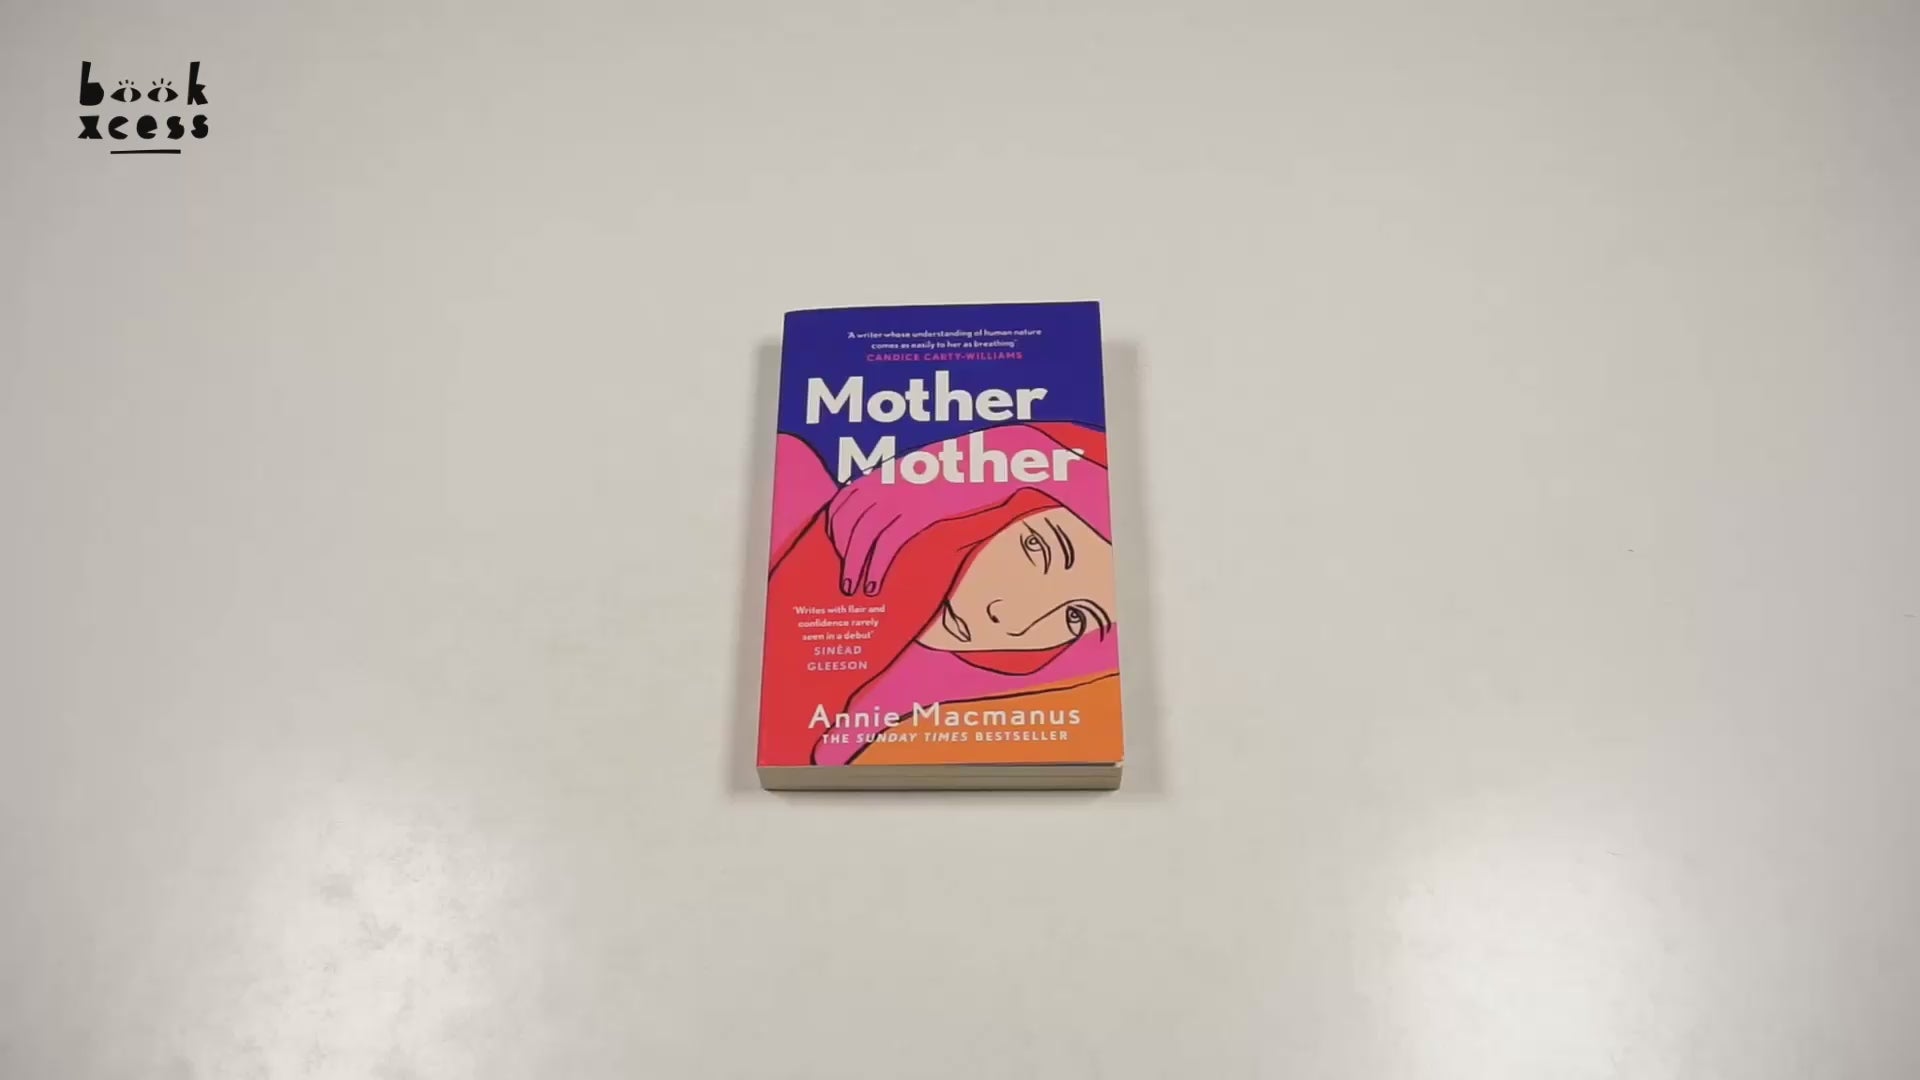 book
xcess
'A writer whose understanding of human nature
comes as easily to her as breathing'
CANDICE CARTY-WILLIAMS
Mother
Mother
'Writes with flair and
confidence rarely
seen in a debut'
SINÉAD
GLEESON
Annie Macmanus
THE SUNDAY TIMES BESTSELLER